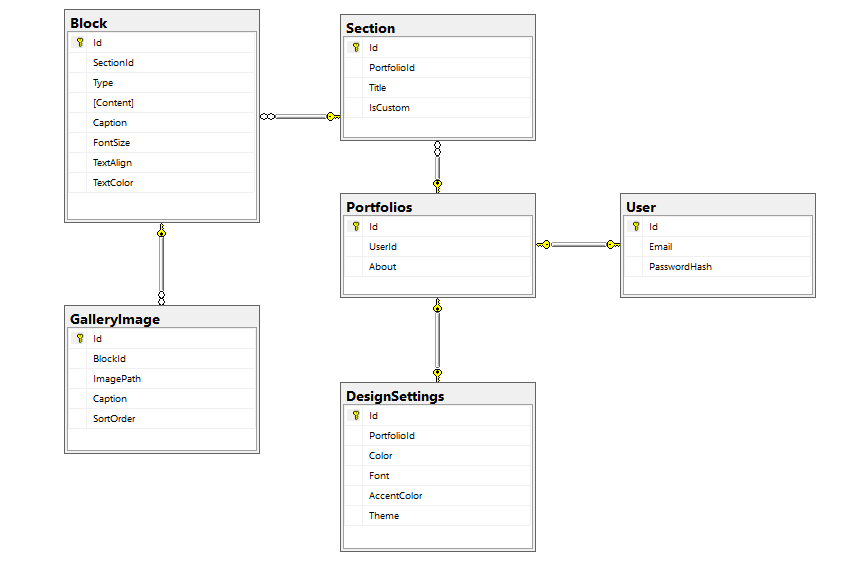 Block
Id
SectionId
Type
[Content]
Caption
FontSize
TextAlign
TextColor
Section
Id
PortfolioId
Title
IsCustom
Portfolios
Id
UserId
About
User
Id
Email
PasswordHash
GalleryImage
Id
BlockId
ImagePath
Caption
SortOrder
DesignSettings
Id
PortfolioId
Color
Font
AccentColor
Theme